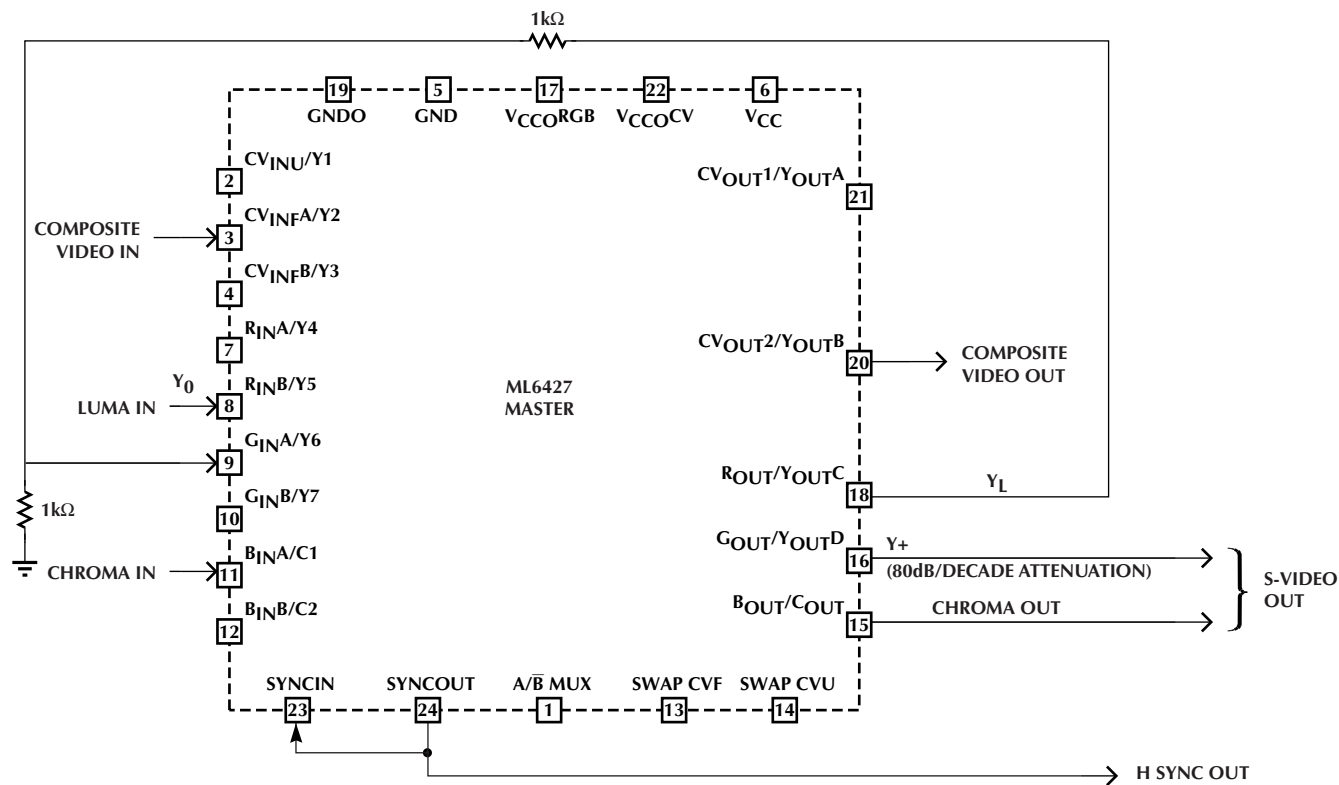 1kΩ
19
5
17
22
6
GNDO
GND
VCCORGB
VCCOCV
VCC
CVINU/Y1
2
CVOUT1/YOUTA
21
COMPOSITE
VIDEO IN
CVINFA/Y2
3
CVINFB/Y3
4
RINA/Y4
7
CVOUT2/YOUTB
20
COMPOSITE
VIDEO OUT
ML6427
MASTER
LUMA IN
Y0
RINB/Y5
8
GINA/Y6
9
ROUT/YOUTC
18
YL
1kΩ
GINB/Y7
10
GOUT/YOUTD
16
Y+
(80dB/DECADE ATTENUATION)
S-VIDEO
OUT
CHROMA IN
BINA/C1
11
BOUT/COUT
15
CHROMA OUT
BINB/C2
12
SYNCIN
SYNCOUT
A/B̅ MUX
SWAP CVF
SWAP CVU
23
24
1
13
14
H SYNC OUT